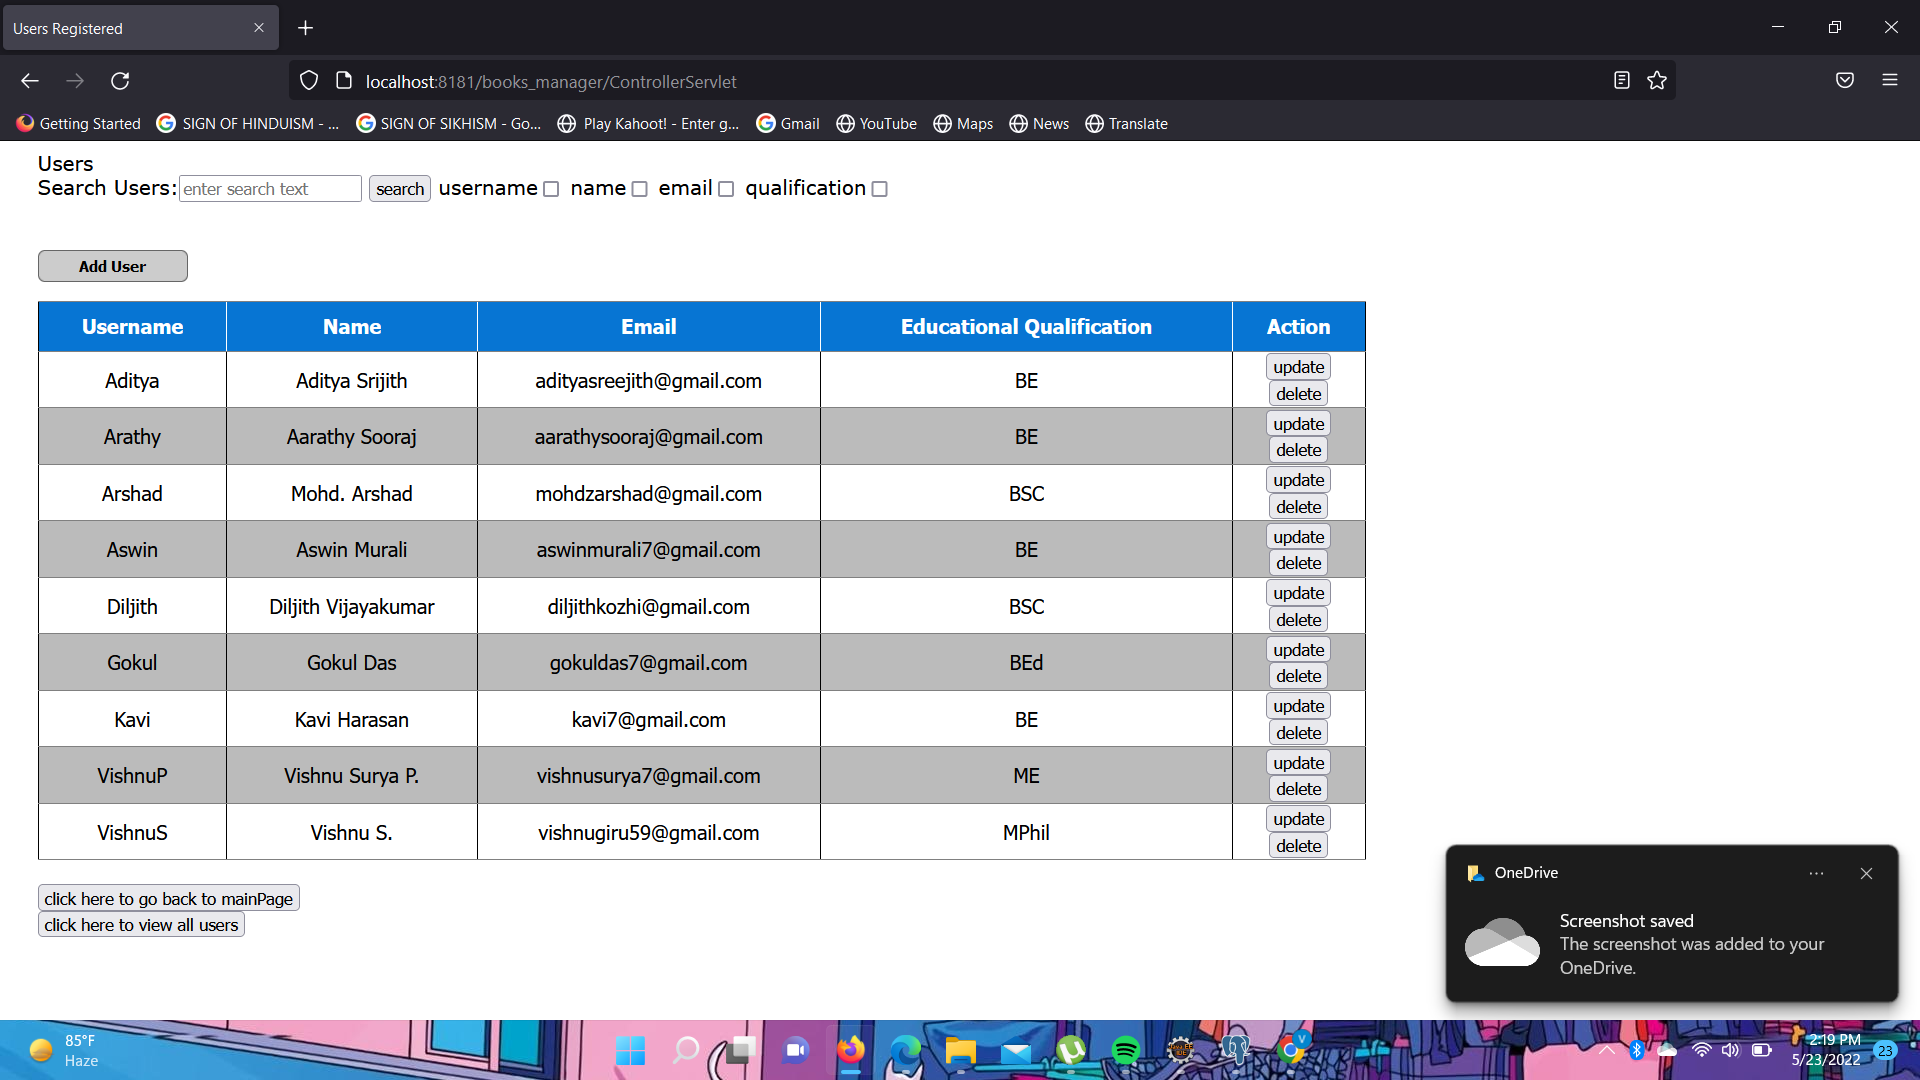 Users Registered
localhost:8181/books_manager/ControllerServlet
Getting Started SIGN OF HINDUISM - ... SIGN OF SIKHISM - Go... Play Kahoot! - Enter g... Gmail YouTube Maps News Translate
Users
Search Users: enter search text search username name email qualification
Add User
Username Name Email Educational Qualification Action
Aditya Aditya Srijith adityasreejith@gmail.com BE update
delete
Arathy Aarathy Sooraj aarathysooraj@gmail.com BE update
delete
Arshad Mohd. Arshad mohdzarshad@gmail.com BSC update
delete
Aswin Aswin Murali aswinmurali7@gmail.com BE update
delete
Diljith Diljith Vijayakumar diljithkozhi@gmail.com BSC update
delete
Gokul Gokul Das gokuldas7@gmail.com BEd update
delete
Kavi Kavi Harasan kavi7@gmail.com BE update
delete
VishnuP Vishnu Surya P. vishnusurya7@gmail.com ME update
delete
VishnuS Vishnu S. vishnugiru59@gmail.com MPhil update
delete
click here to go back to mainPage
click here to view all users
OneDrive
Screenshot saved
The screenshot was added to your
OneDrive.
85°F
Haze
2:19 PM
5/23/2022
23